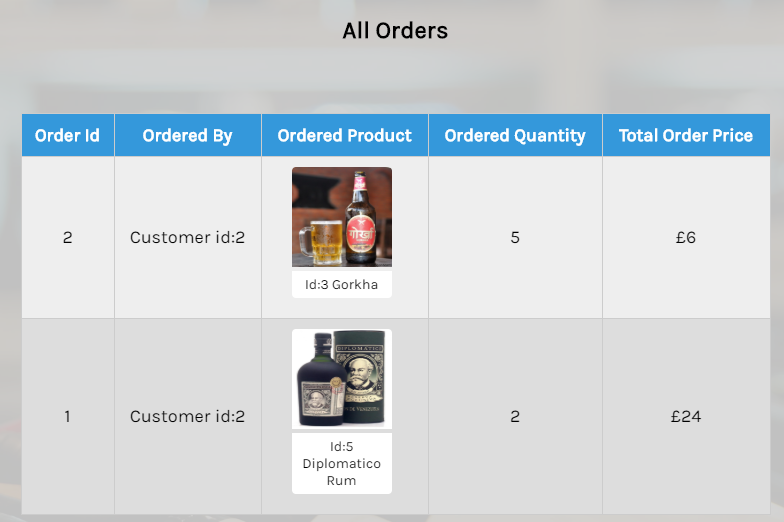 All Orders
Order Id Ordered By Ordered Product Ordered Quantity Total Order Price
2 Customer id:2 5 £6
गोर्खा
Id:3 Gorkha
1 Customer id:2 2 £24
DIPLOMATICO
Id:5
Diplomatico
Rum